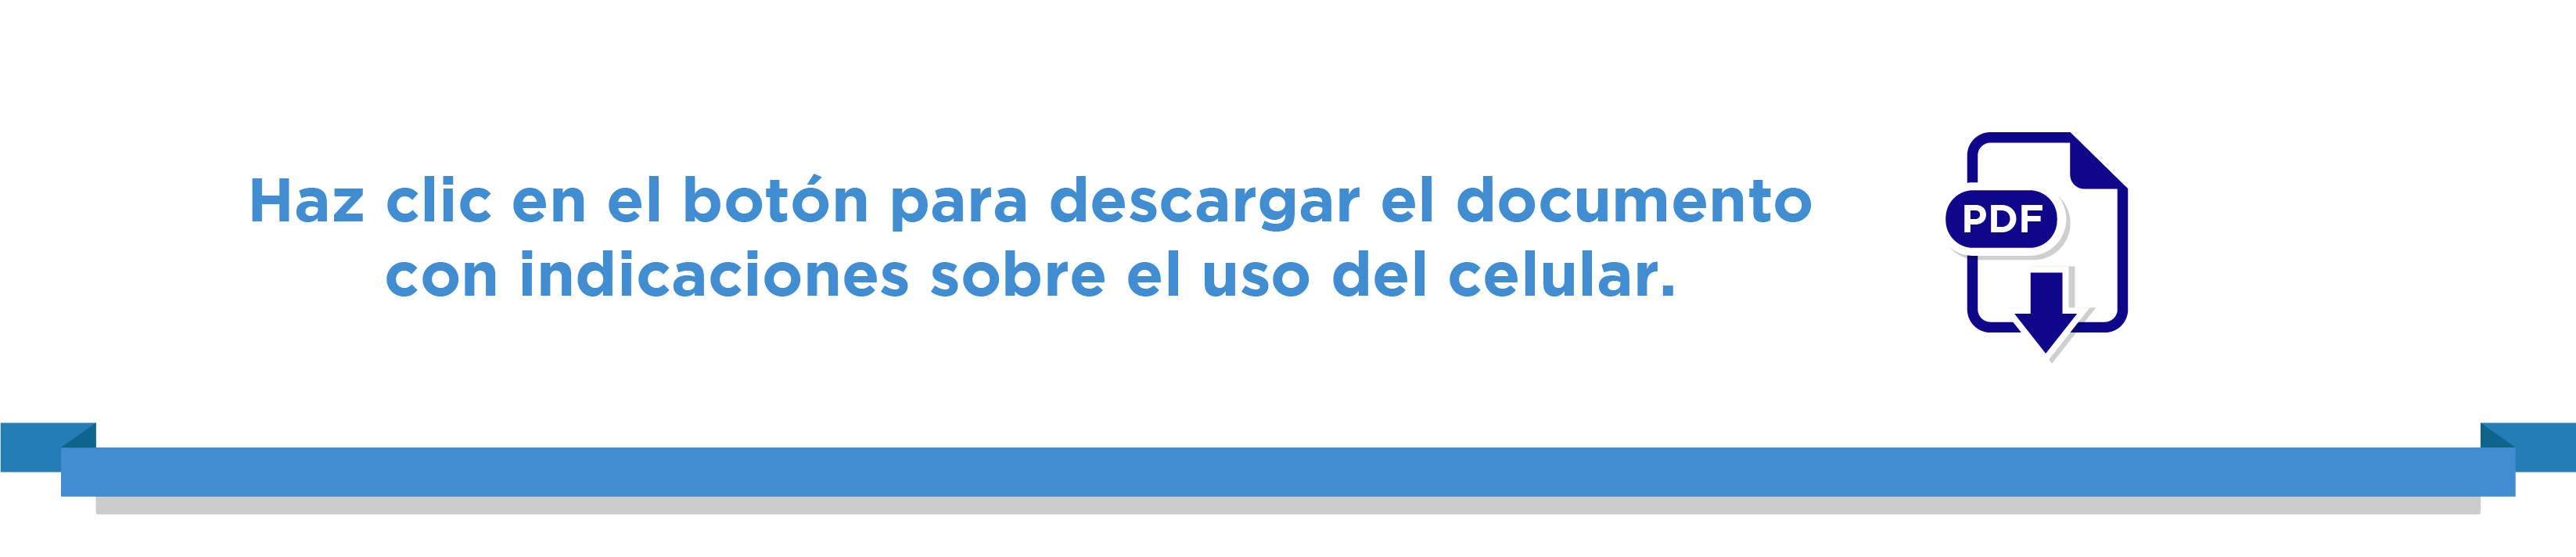 Haz clic en el botón para descargar el documento
con indicaciones sobre el uso del celular.
PDF